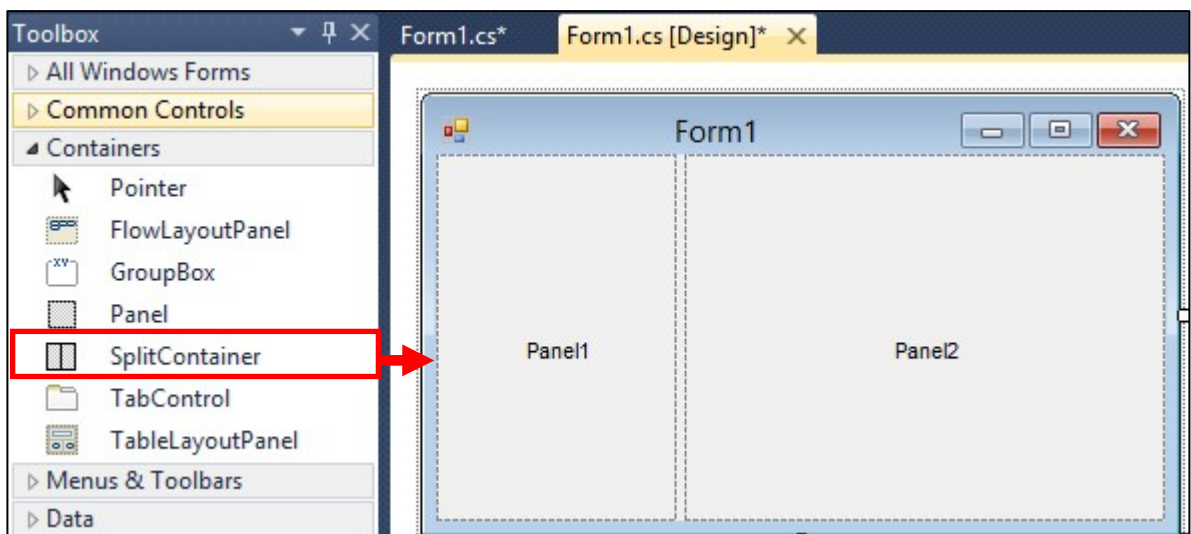 Toolbox
All Windows Forms
Common Controls
Containers
Pointer
FlowLayoutPanel
GroupBox
Panel
SplitContainer
TabControl
TableLayoutPanel
Menus & Toolbars
Data
Form1.cs*
Form1.cs [Design]*
Form1
Panel1
Panel2